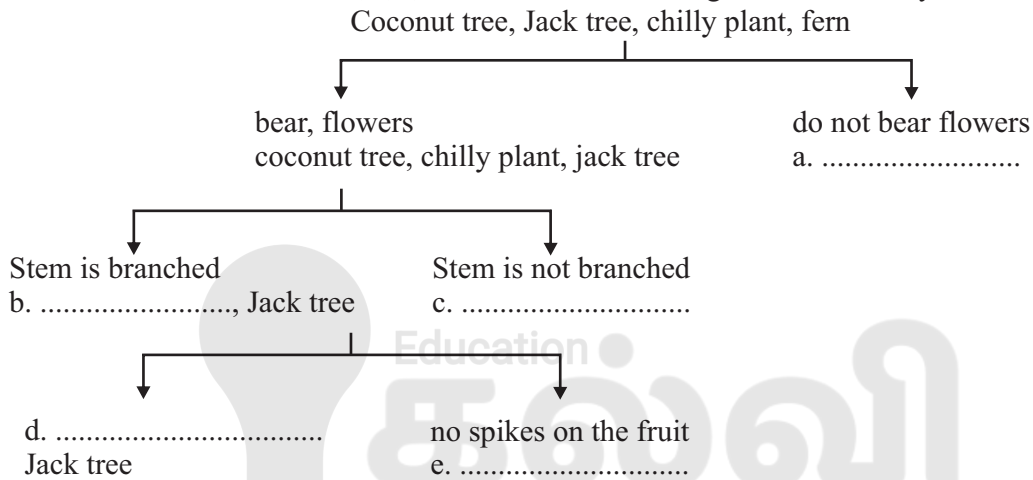 Coconut tree, Jack tree, chilly plant, fern
bear, flowers
coconut tree, chilly plant, jack tree
do not bear flowers
a. ..........................
Stem is branched
b. ........................., Jack tree
Stem is not branched
c. ..............................
Education
கல்வி
d. ...................................
Jack tree
no spikes on the fruit
e. ..............................